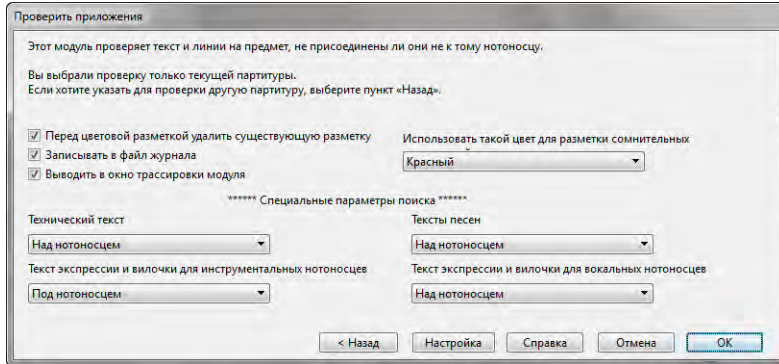 Проверить приложения
Этот модуль проверяет текст и линии на предмет, не присоединены ли они не к тому нотоносцу.
Вы выбрали проверку только текущей партитуры.
Если хотите указать для проверки другую партитуру, выберите пункт «Назад».
Перед цветовой разметкой удалить существующую разметку
Использовать такой цвет для разметки сомнительных
Записывать в файл журнала
Красный
Выводить в окно трассировки модуля
****** Специальные параметры поиска ******
Технический текст
Тексты песен
Над нотоносцем
Над нотоносцем
Текст экспрессии и вилочки для инструментальных нотоносцев
Текст экспрессии и вилочки для вокальных нотоносцев
Под нотоносцем
Над нотоносцем
< Назад
Настройка
Справка
Отмена
ОК